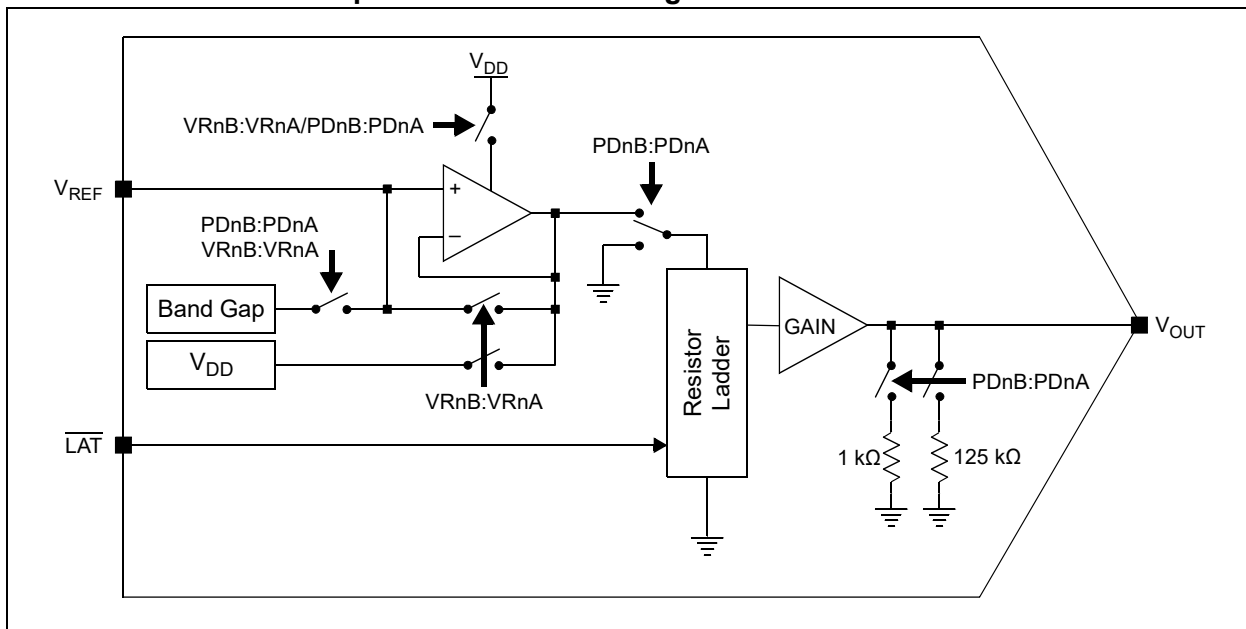 VDD
VRnB:VRnA/PDnB:PDnA
PDnB:PDnA
VREF
+
–
PDnB:PDnA
VRnB:VRnA
Band Gap
VDD
VRnB:VRnA
Resistor
Ladder
GAIN
VOUT
PDnB:PDnA
LAT
1 kΩ
125 kΩ